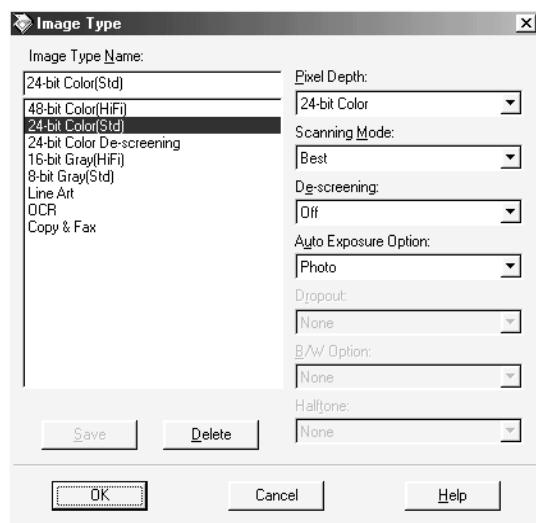 Image Type
Image Type Name:
24-bit Color(Std)
48-bit Color(HiFi)
24-bit Color(Std)
24-bit Color De-screening
16-bit Gray(HiFi)
8-bit Gray(Std)
Line Art
OCR
Copy & Fax
Save
Delete
Pixel Depth:
24-bit Color
Scanning Mode:
Best
De-screening:
Off
Auto Exposure Option:
Photo
Dropout:
None
B/W Option:
None
Halftone:
None
OK
Cancel
Help